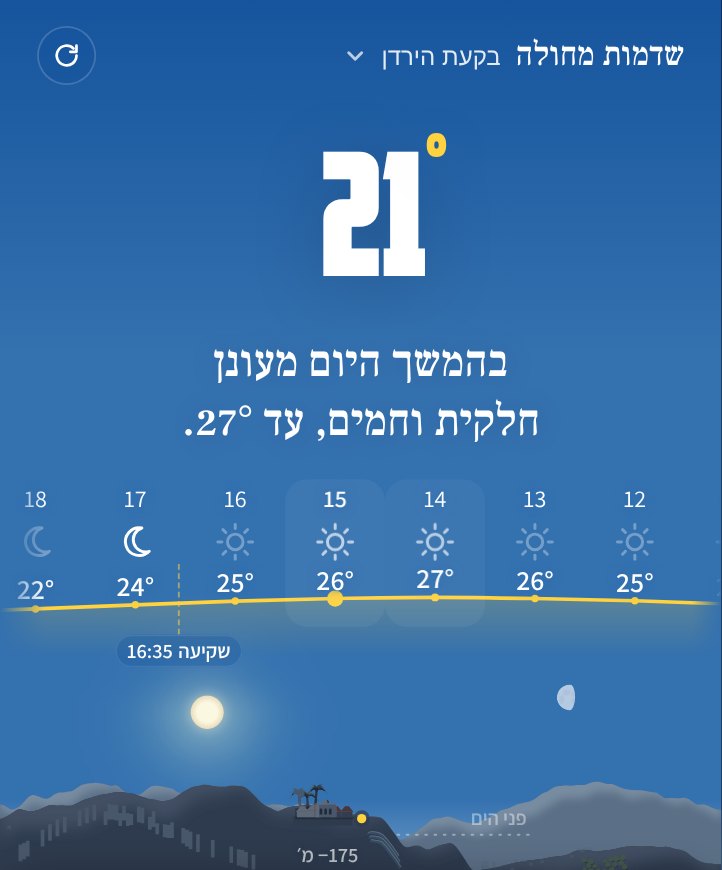 שדמות מחולה בקעת הירדן
21°
בהמשך היום מעונן
חלקית וחמים, עד 27°.
12 13 14 15 16 17 18
25° 26° 27° 26° 25° 24° 22°
שקיעה 16:35
פני הים
−175 מ׳